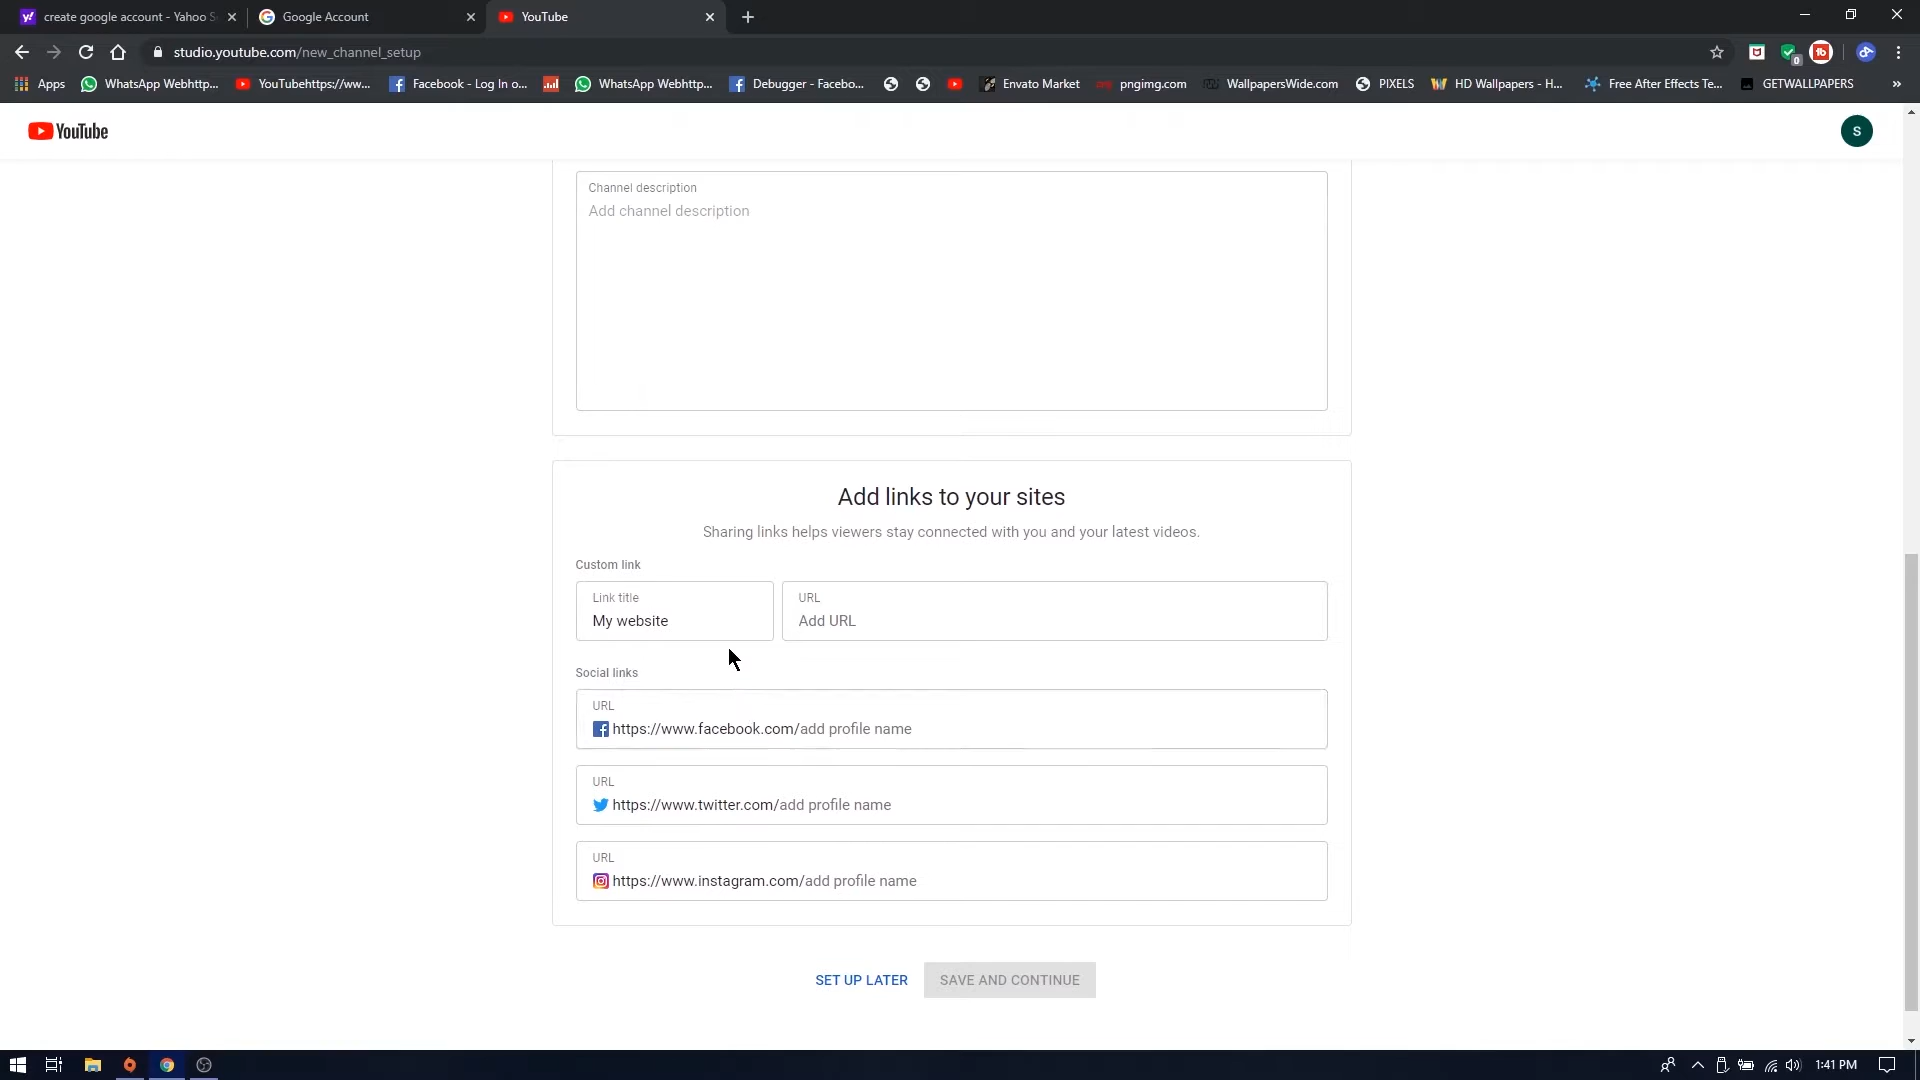 create google account - Yahoo S
Google Account
YouTube
studio.youtube.com/new_channel_setup
0
Apps
WhatsApp Webhttp...
YouTubehttps://ww...
Facebook - Log In o...
WhatsApp Webhttp...
Debugger - Facebo...
Envato Market
pngimg.com
WallpapersWide.com
PIXELS
HD Wallpapers - H...
Free After Effects Te...
GETWALLPAPERS
»
YouTube
S
Channel description
Add channel description
Add links to your sites
Sharing links helps viewers stay connected with you and your latest videos.
Custom link
Link title
My website
URL
Add URL
Social links
URL
https://www.facebook.com/add profile name
URL
https://www.twitter.com/add profile name
URL
https://www.instagram.com/add profile name
SET UP LATER
SAVE AND CONTINUE
1:41 PM